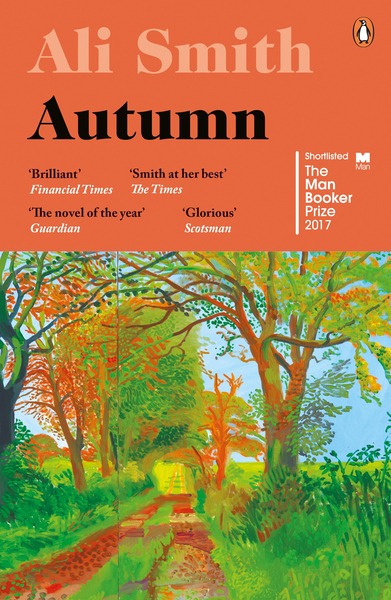 Ali Smith
Autumn
‘Brilliant’
Financial Times
‘Smith at her best’
The Times
‘The novel of the year’
Guardian
‘Glorious’
Scotsman
Shortlisted
The
Man
Booker
Prize
2017
Man